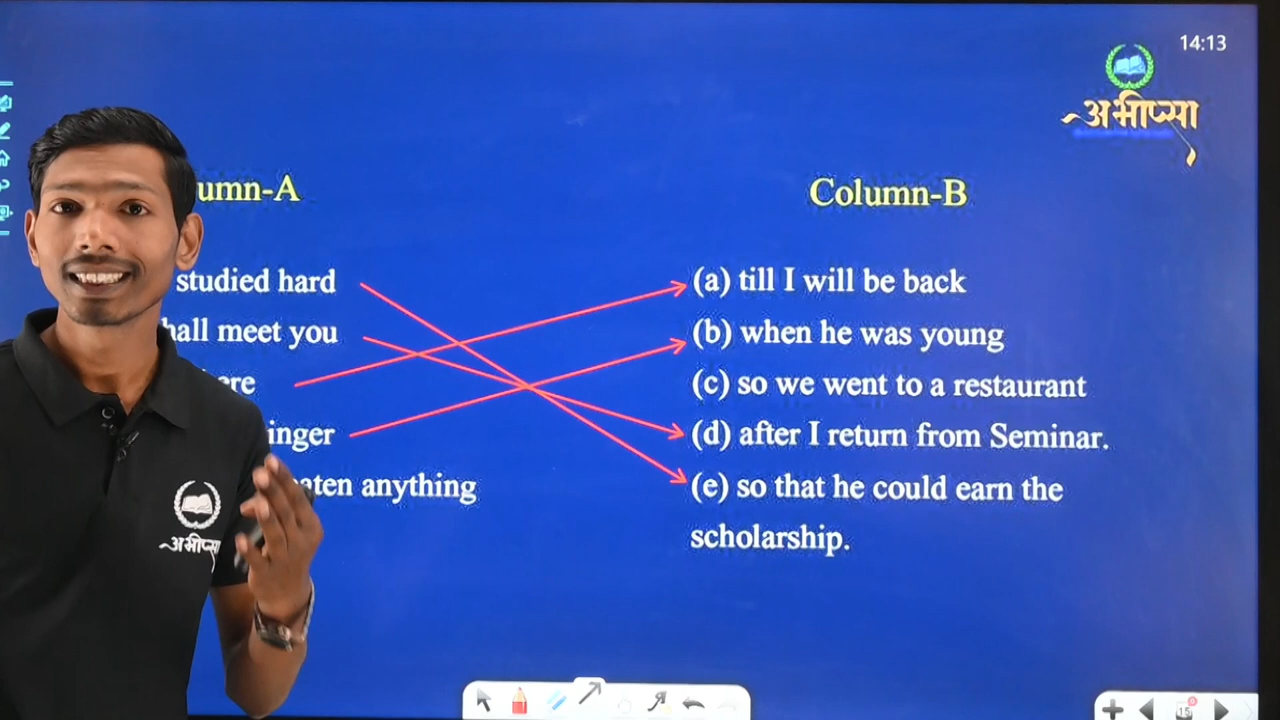 14:13
अभीप्सा
umn-A
Column-B
studied hard
(a) till I will be back
hall meet you
(b) when he was young
ere
(c) so we went to a restaurant
inger
(d) after I return from Seminar.
aten anything
(e) so that he could earn the
scholarship.
अभीप्सा
15